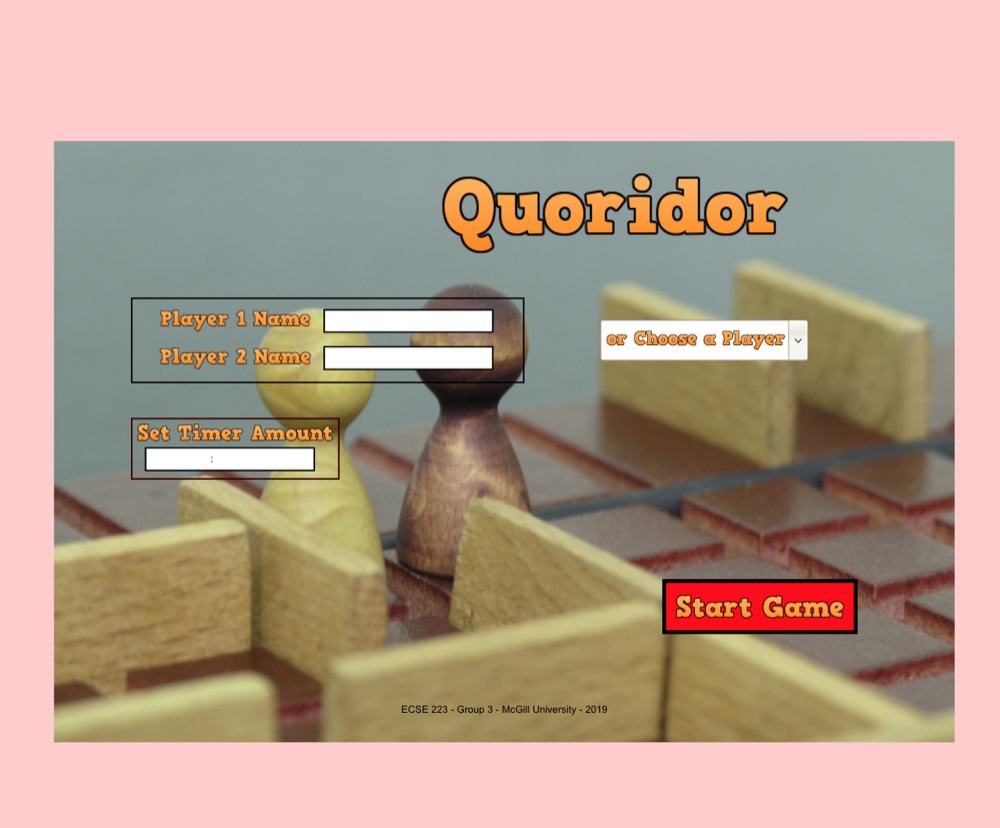 Quoridor
Player 1 Name
or Choose a Player
Player 2 Name
Set Timer Amount
:
Start Game
ECSE 223 - Group 3 - McGill University - 2019